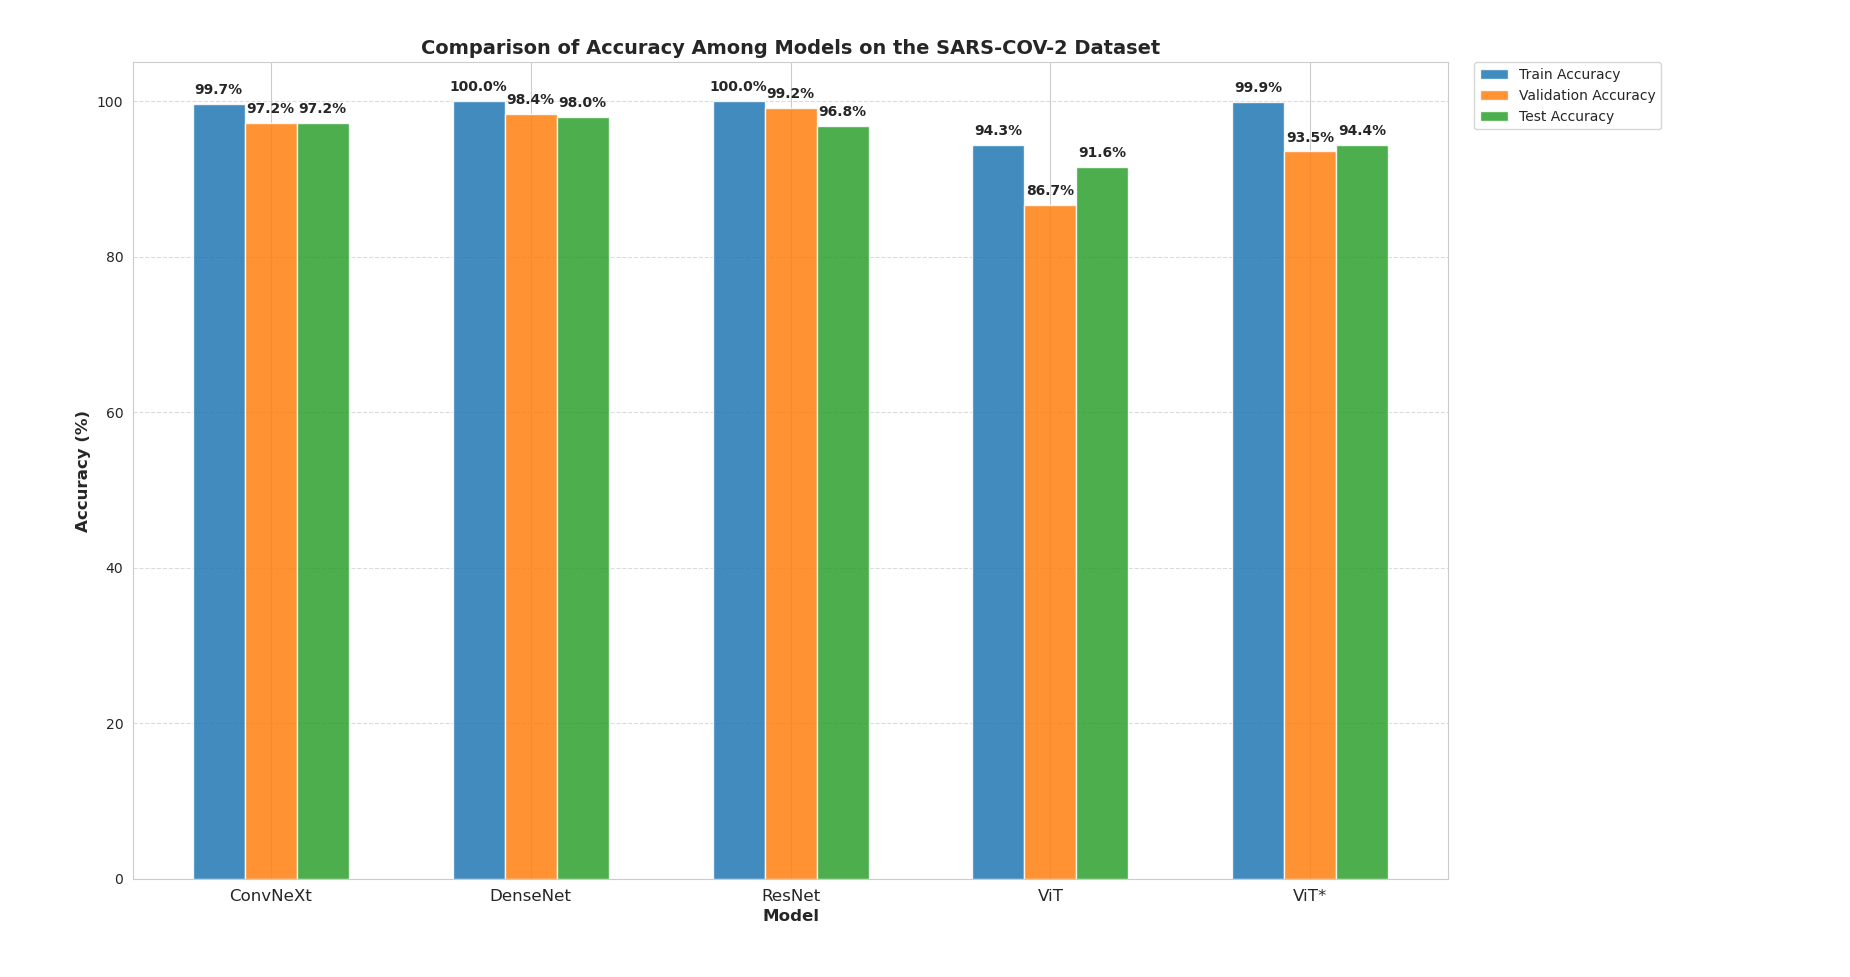 Comparison of Accuracy Among Models on the SARS-COV-2 Dataset
Train Accuracy
Validation Accuracy
Test Accuracy
99.7% 97.2% 97.2% 100.0% 98.4% 98.0% 100.0% 99.2% 96.8% 94.3% 86.7% 91.6% 99.9% 93.5% 94.4%
100
80
60
40
20
0
Accuracy (%)
ConvNeXt DenseNet ResNet ViT ViT*
Model